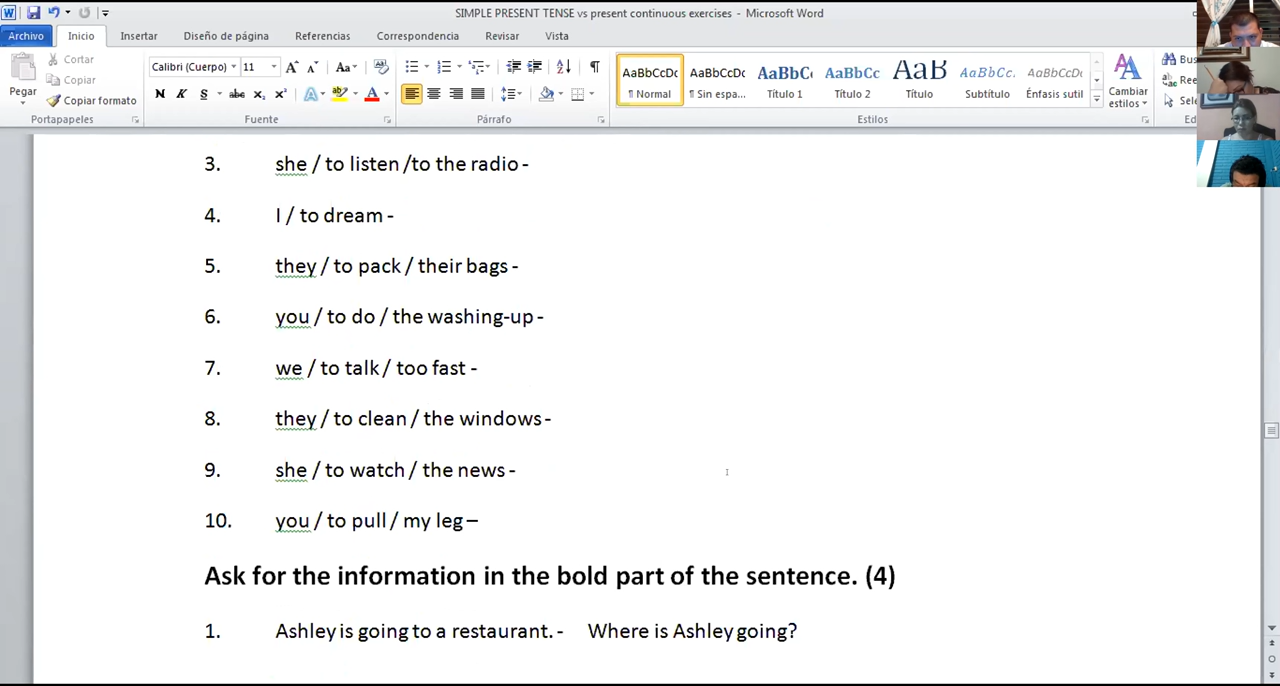 SIMPLE PRESENT TENSE vs present continuous exercises - Microsoft Word
Archivo Inicio Insertar Diseño de página Referencias Correspondencia Revisar Vista
Cortar
Copiar
Copiar formato
Pegar
Portapapeles
Calibri (Cuerpo) 11
N K S abc x₂ x²
Fuente
Párrafo
AaBbCcDc AaBbCcDc AaBbC AaBbCc AaB AaBbCc. AaBbCcDc
¶ Normal ¶ Sin espa... Título 1 Título 2 Título Subtítulo Énfasis sutil
Cambiar estilos
Estilos
3. she / to listen /to the radio -
4. I / to dream -
5. they / to pack / their bags -
6. you / to do / the washing-up -
7. we / to talk / too fast -
8. they / to clean / the windows -
9. she / to watch / the news -
10. you / to pull / my leg –
Ask for the information in the bold part of the sentence. (4)
1. Ashley is going to a restaurant. - Where is Ashley going?